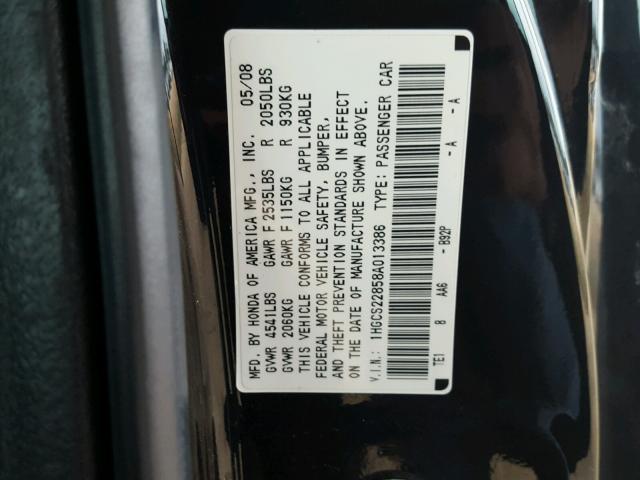 MFD. BY HONDA OF AMERICA MFG., INC. 05/08
GVWR 4541LBS GAWR F 2535LBS R 2050LBS
GVWR 2060KG GAWR F 1150KG R 930KG
THIS VEHICLE CONFORMS TO ALL APPLICABLE
FEDERAL MOTOR VEHICLE SAFETY, BUMPER,
AND THEFT PREVENTION STANDARDS IN EFFECT
ON THE DATE OF MANUFACTURE SHOWN ABOVE.
V.I.N.: 1HGCS22858A013386 TYPE: PASSENGER CAR
TE1 8 AA6 -B92P -A -A